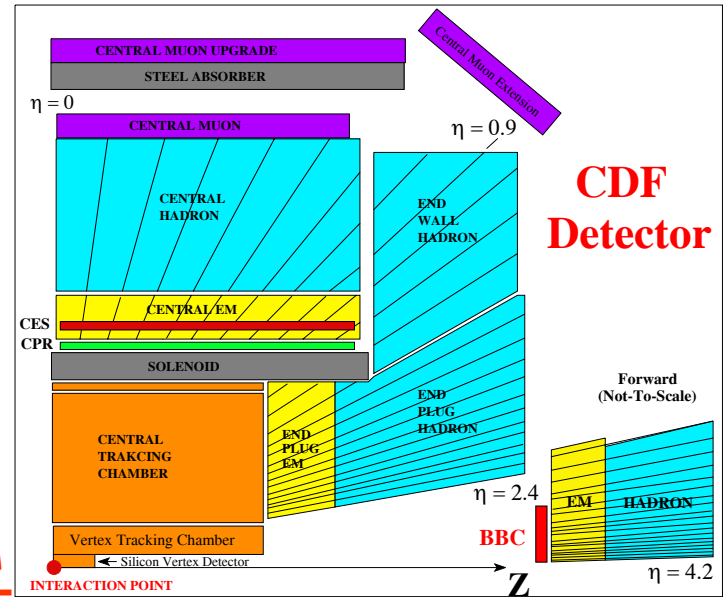 CENTRAL MUON UPGRADE
STEEL ABSORBER
Central Muon Extension
η = 0
CENTRAL MUON
η = 0.9
CENTRAL
HADRON
END
WALL
HADRON
CDF
Detector
CENTRAL EM
CES
CPR
SOLENOID
Forward
(Not-To-Scale)
CENTRAL
TRAKCING
CHAMBER
END
PLUG
EM
END
PLUG
HADRON
η = 2.4
EM
HADRON
BBC
Vertex Tracking Chamber
Silicon Vertex Detector
INTERACTION POINT
Z
η = 4.2